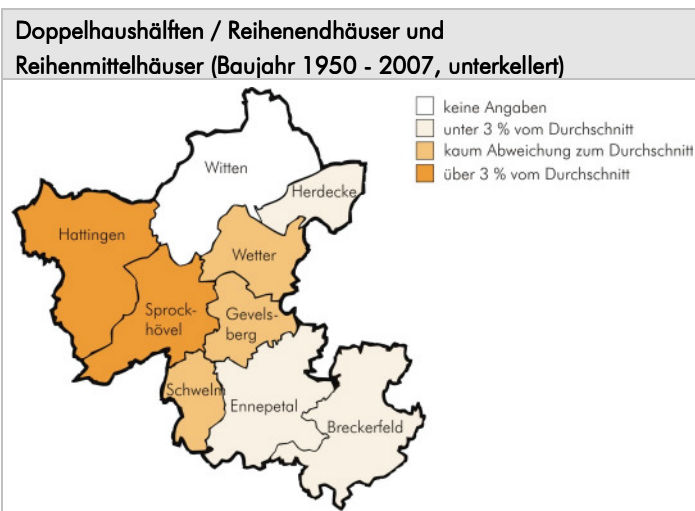 Doppelhaushälften / Reihenendhäuser und
Reihenmittelhäuser (Baujahr 1950 - 2007, unterkellert)
keine Angaben
unter 3 % vom Durchschnitt
kaum Abweichung zum Durchschnitt
über 3 % vom Durchschnitt
Witten
Herdecke
Hattingen
Wetter
Sprock-
hövel
Gevels-
berg
Schwelm
Ennepetal
Breckerfeld